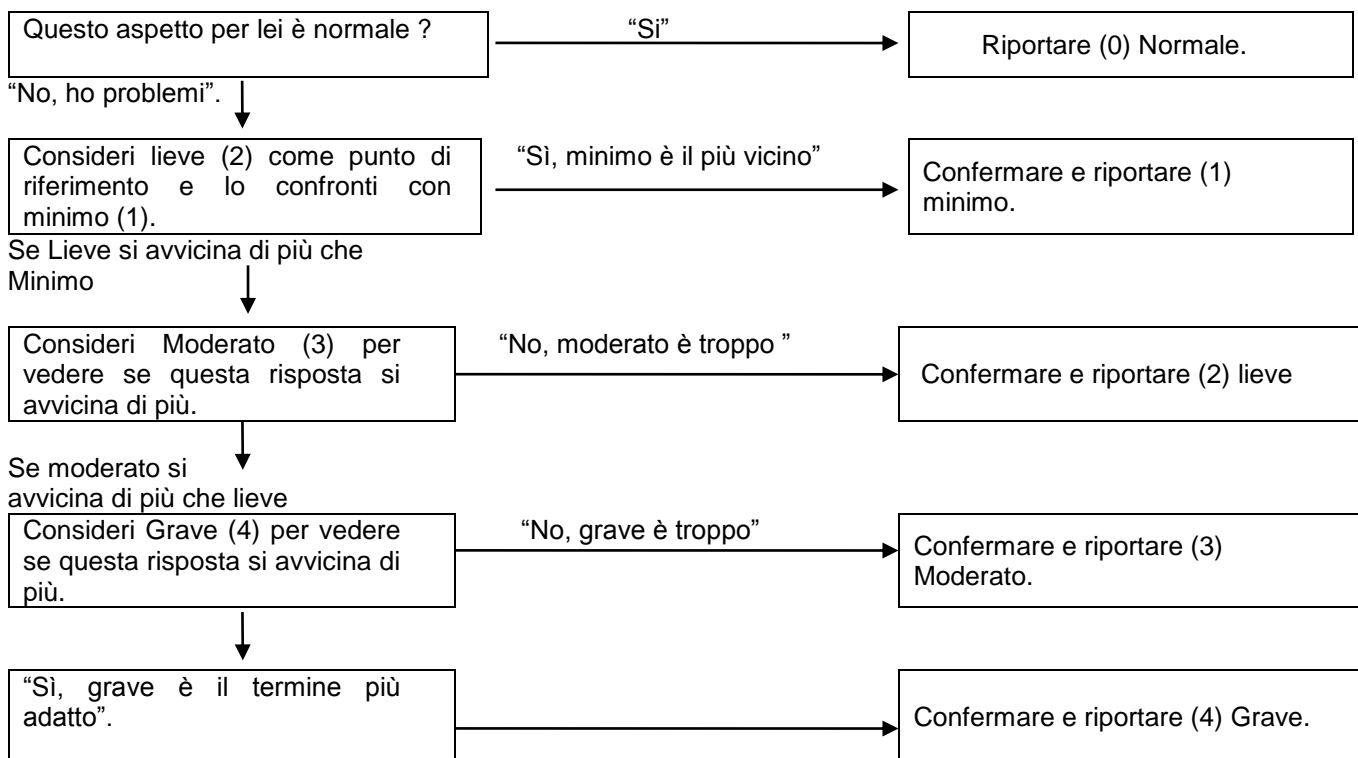 Questo aspetto per lei è normale ?
“Si”
Riportare (0) Normale.
“No, ho problemi”.
Consideri lieve (2) come punto di
riferimento e lo confronti con
minimo (1).
“Sì, minimo è il più vicino”
Confermare e riportare (1)
minimo.
Se Lieve si avvicina di più che
Minimo
Consideri Moderato (3) per
vedere se questa risposta si
avvicina di più.
“No, moderato è troppo ”
Confermare e riportare (2) lieve
Se moderato si
avvicina di più che lieve
Consideri Grave (4) per vedere
se questa risposta si avvicina di
più.
“No, grave è troppo”
Confermare e riportare (3)
Moderato.
“Sì, grave è il termine più
adatto”.
Confermare e riportare (4) Grave.